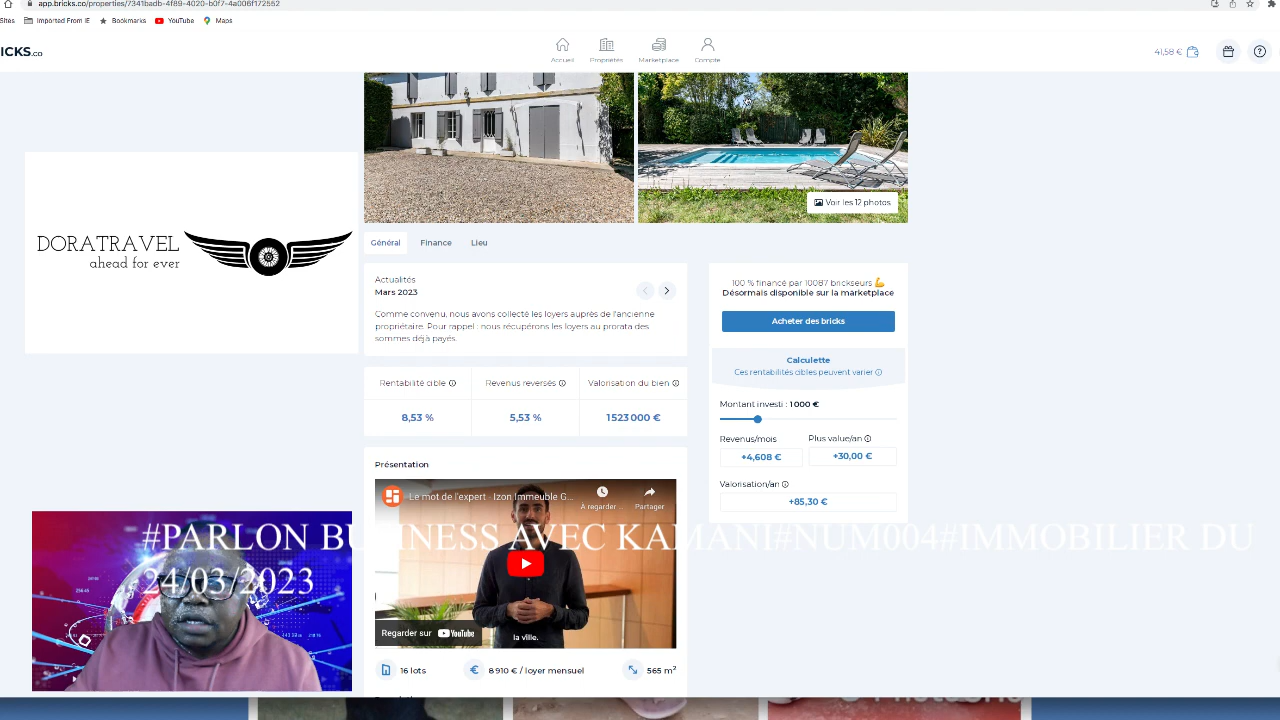 app.bricks.co/properties/7341badb-4f89-4020-b0f7-4a006f172552
Sites Imported From IE Bookmarks YouTube Maps
ICKS.co
Accueil Propriétés Marketplace Compte
41,58 €
Voir les 12 photos
DORATRAVEL
ahead for ever
Général Finance Lieu
Actualités
Mars 2023
Comme convenu, nous avons collecté les loyers auprès de l'ancienne
propriétaire. Pour rappel : nous récupérons les loyers au prorata des
sommes déjà payés.
Rentabilité cible Revenus reversés Valorisation du bien
8,53 % 5,53 % 1 523 000 €
100 % financé par 10087 brickseurs 💪
Désormais disponible sur la marketplace
Acheter des bricks
Calculette
Ces rentabilités cibles peuvent varier
Montant investi : 1 000 €
Revenus/mois Plus value/an
+4,608 € +30,00 €
Valorisation/an
+85,30 €
Présentation
Le mot de l'expert - Izon Immeuble G...
À regarder ... Partager
#PARLON BUSINESS AVEC KAMANI#NUM004#IMMOBILIER DU
24/03/2023
Regarder sur YouTube
la ville.
16 lots 8 910 € / loyer mensuel 565 m²